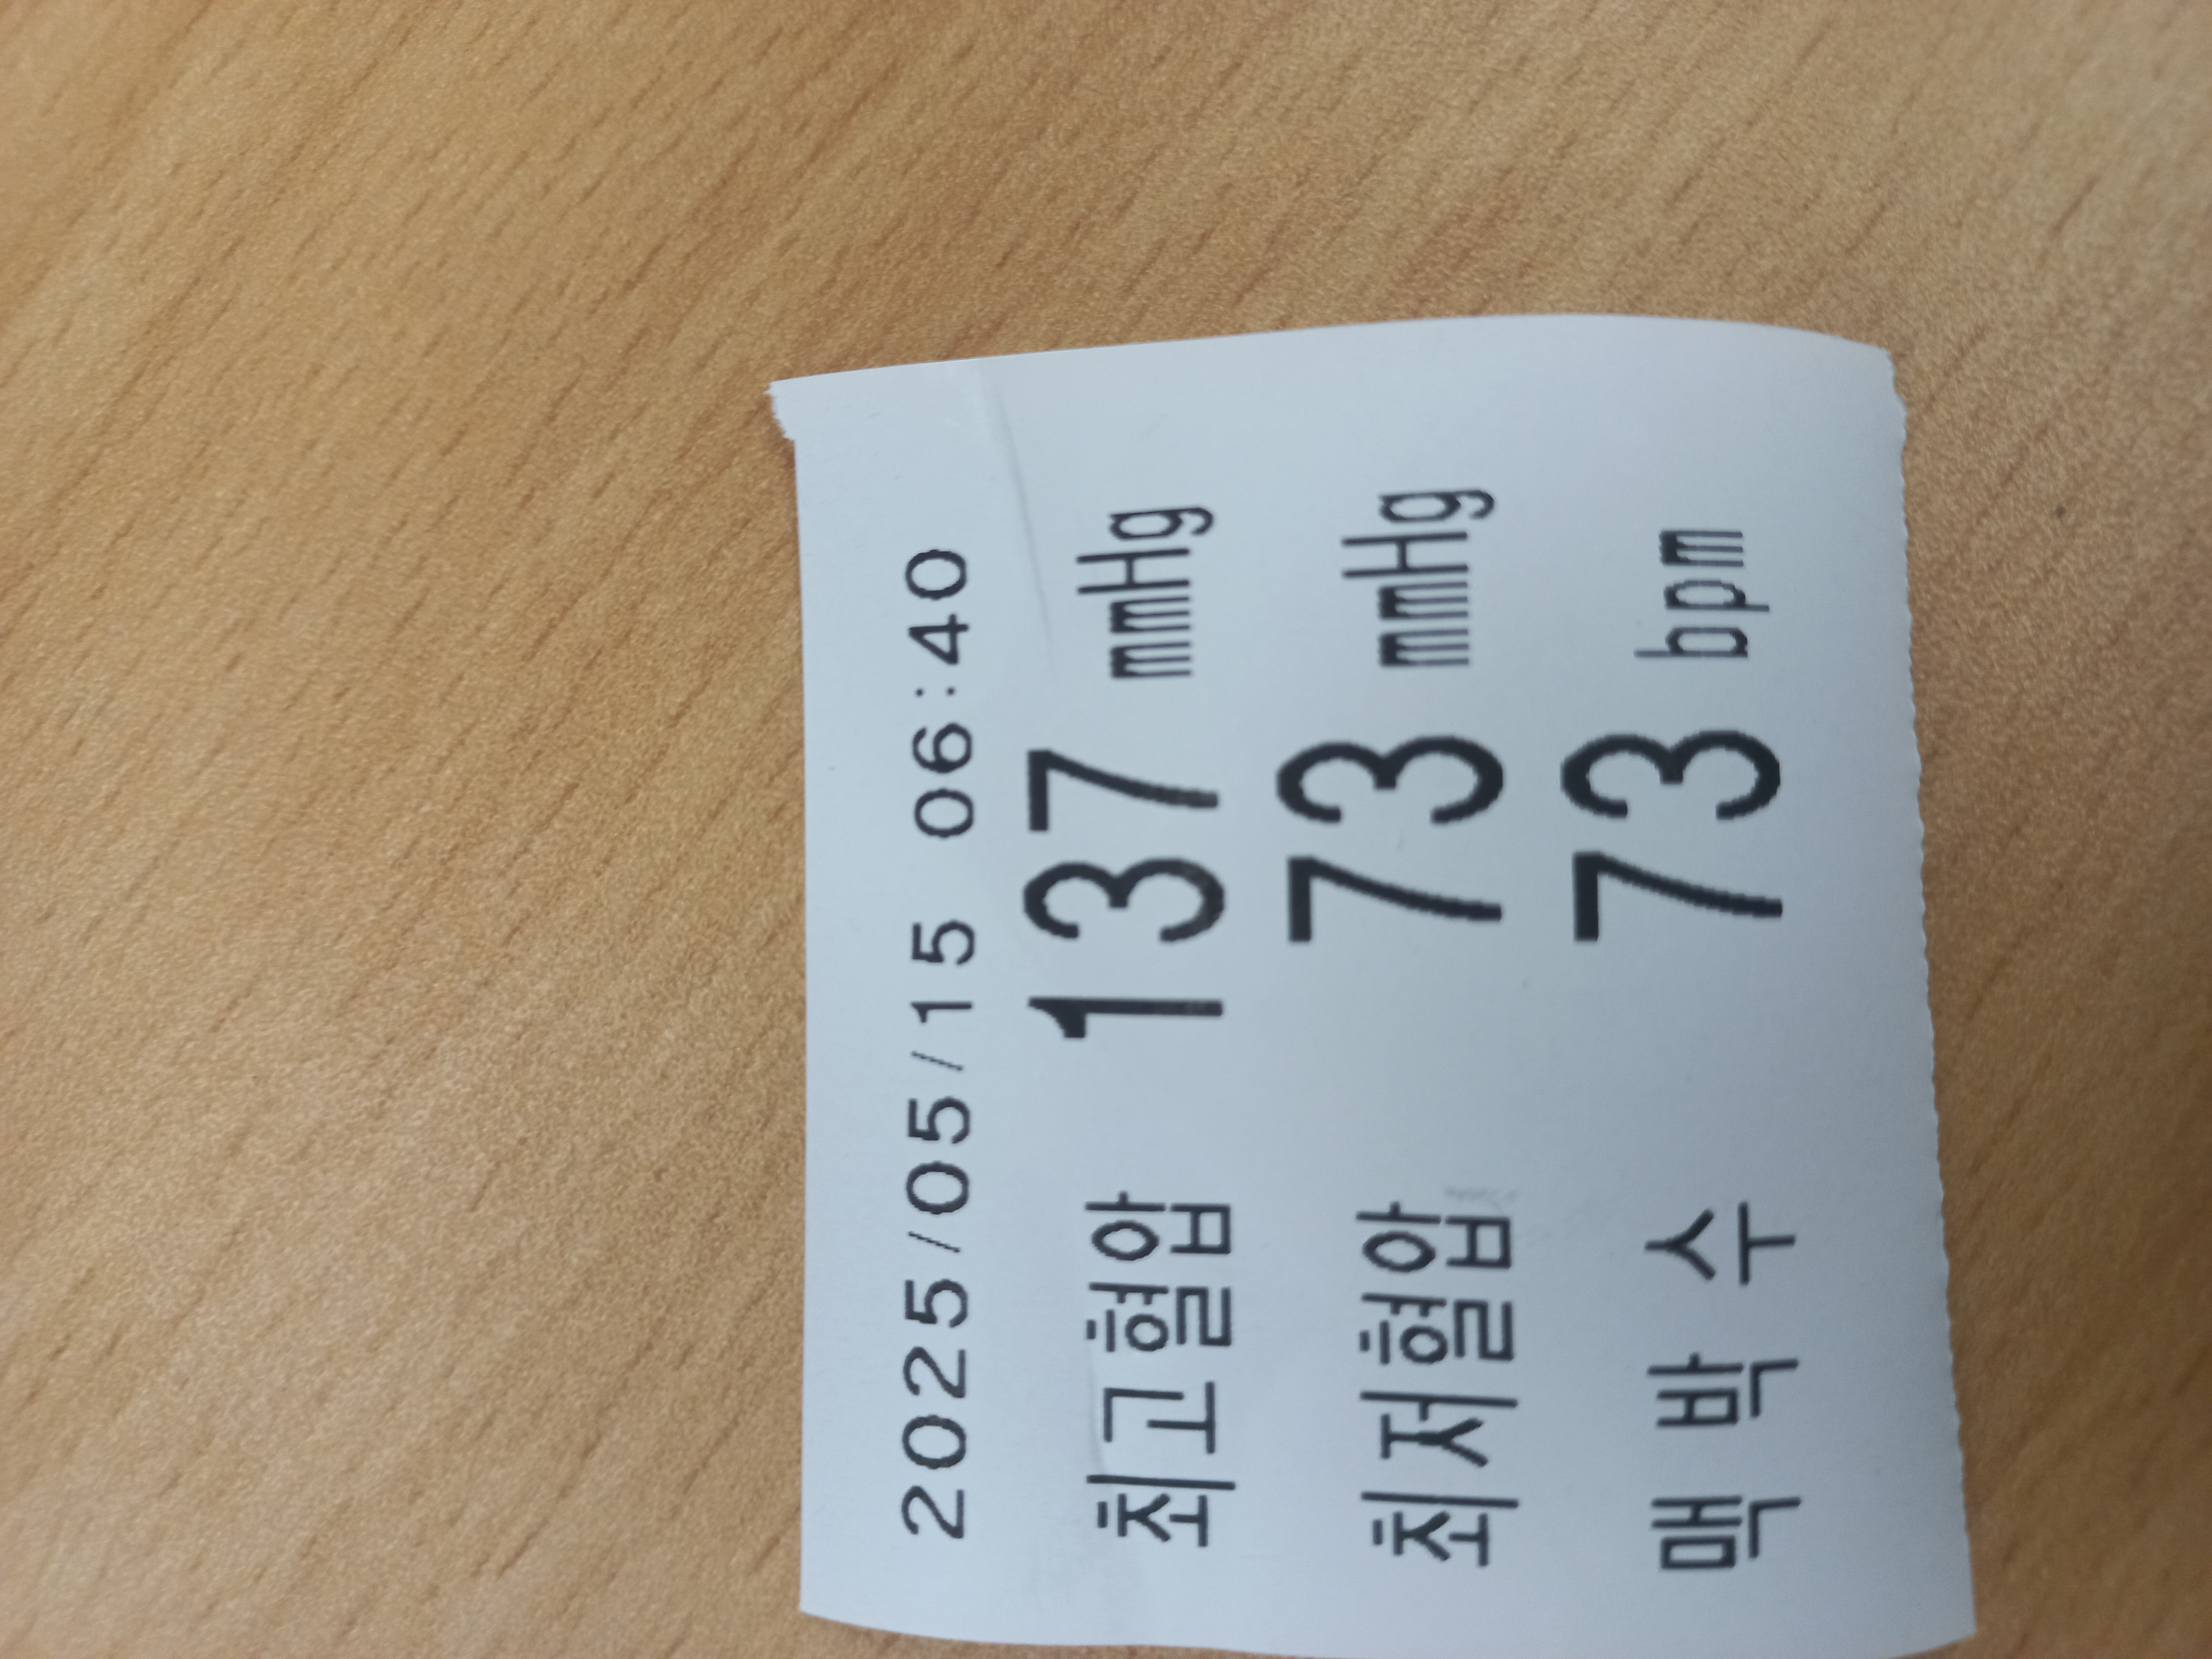 2025/05/15 06:40
최고혈압 137 mmHg
최저혈압 73 mmHg
맥 박 수 73 bpm